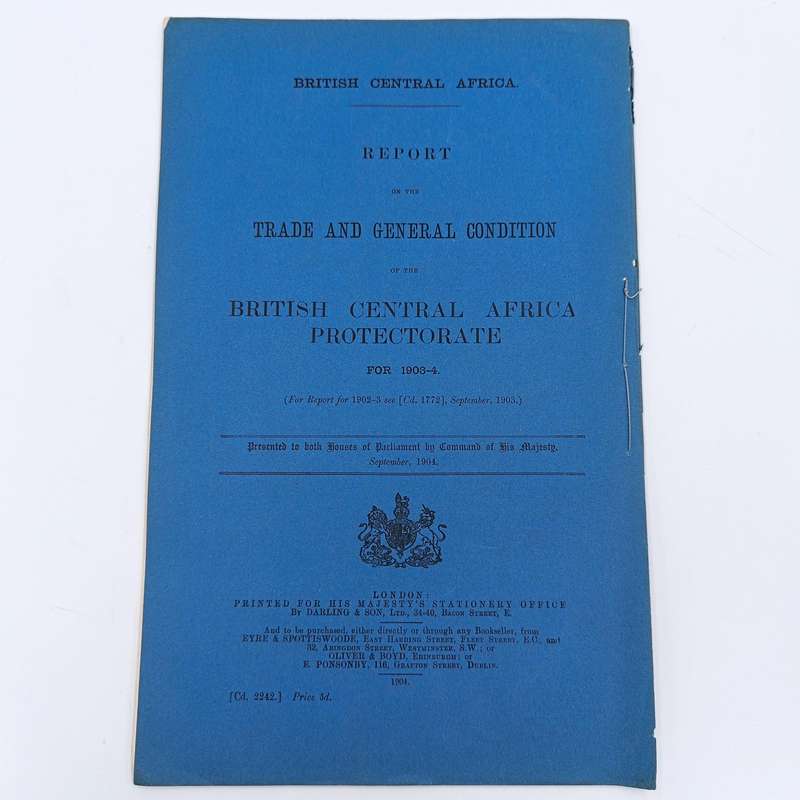 BRITISH CENTRAL AFRICA.
REPORT
ON THE
TRADE AND GENERAL CONDITION
OF THE
BRITISH CENTRAL AFRICA
PROTECTORATE
FOR 1903-4.
(For Report for 1902-3 see [Cd. 1772], September, 1903.)
Presented to both Houses of Parliament by Command of His Majesty.
September, 1904.
LONDON:
PRINTED FOR HIS MAJESTY'S STATIONERY OFFICE
By DARLING & SON, Ltd., 34-40, Bacon Street, E.
And to be purchased, either directly or through any Bookseller, from
EYRE & SPOTTISWOODE, East Harding Street, Fleet Street, E.C., and
32, Abingdon Street, Westminster, S.W.; or
OLIVER & BOYD, Edinburgh; or
E. PONSONBY, 116, Grafton Street, Dublin.
1904.
[Cd. 2242.] Price 5d.